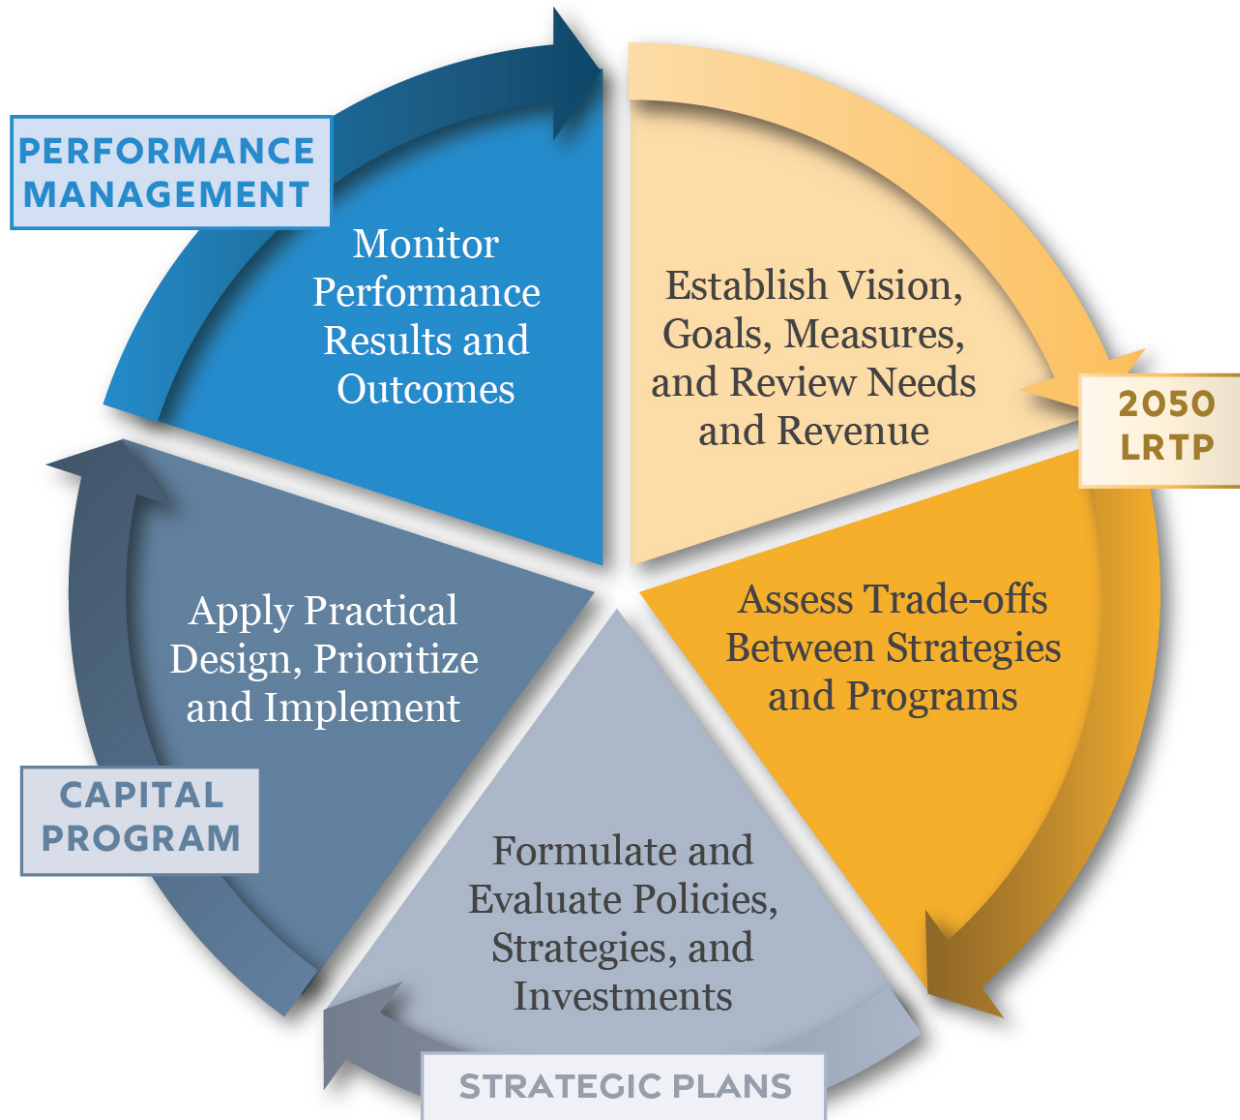 PERFORMANCE
MANAGEMENT
Monitor
Performance
Results and
Outcomes
Establish Vision,
Goals, Measures,
and Review Needs
and Revenue
2050
LRTP
Assess Trade-offs
Between Strategies
and Programs
Formulate and
Evaluate Policies,
Strategies, and
Investments
STRATEGIC PLANS
Apply Practical
Design, Prioritize
and Implement
CAPITAL
PROGRAM